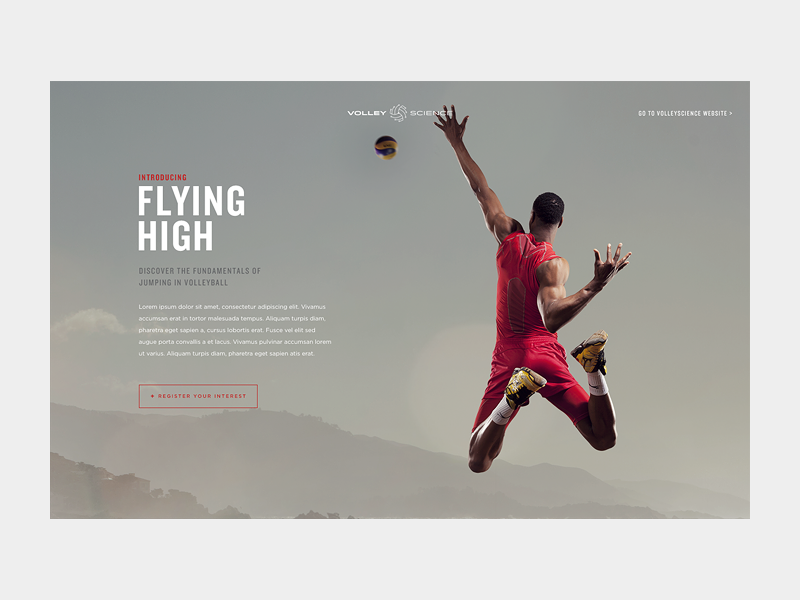 VOLLEY SCIENCE
GO TO VOLLEYSCIENCE WEBSITE >
INTRODUCING
FLYING
HIGH
DISCOVER THE FUNDAMENTALS OF
JUMPING IN VOLLEYBALL
Lorem ipsum dolor sit amet, consectetur adipiscing elit. Vivamus
accumsan erat in tortor malesuada tempus. Aliquam turpis diam,
pharetra eget sapien a, cursus lobortis erat. Fusce vel elit sed
augue porta convallis a et lacus. Vivamus pulvinar accumsan lorem
ut varius. Aliquam turpis diam, pharetra eget sapien atis erat.
+ REGISTER YOUR INTEREST